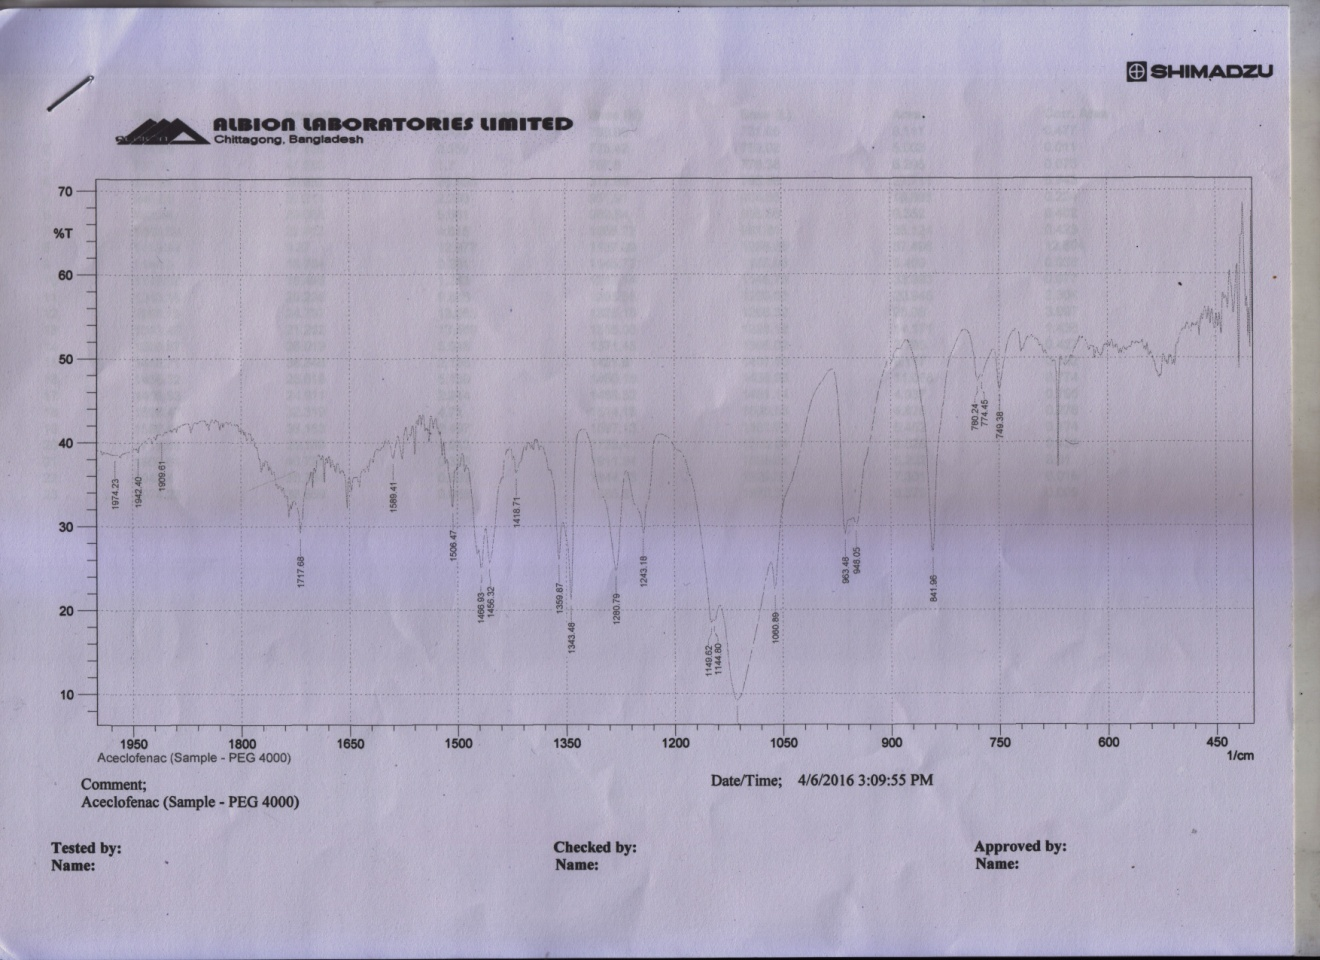 SHIMADZU
ALBION LABORATORIES LIMITED
Chittagong, Bangladesh
70
%T
60
50
40
30
20
10
1974.23
1942.40
1909.61
1717.68
1589.41
1506.47
1466.93
1456.32
1418.71
1359.87
1343.48
1280.79
1243.18
1149.62
1144.80
1060.89
963.48
948.05
841.96
780.24
774.45
749.38
1950 1800 1650 1500 1350 1200 1050 900 750 600 450
1/cm
Aceclofenac (Sample - PEG 4000)
Comment;
Aceclofenac (Sample - PEG 4000)
Date/Time; 4/6/2016 3:09:55 PM
Tested by:
Name:
Checked by:
Name:
Approved by:
Name: